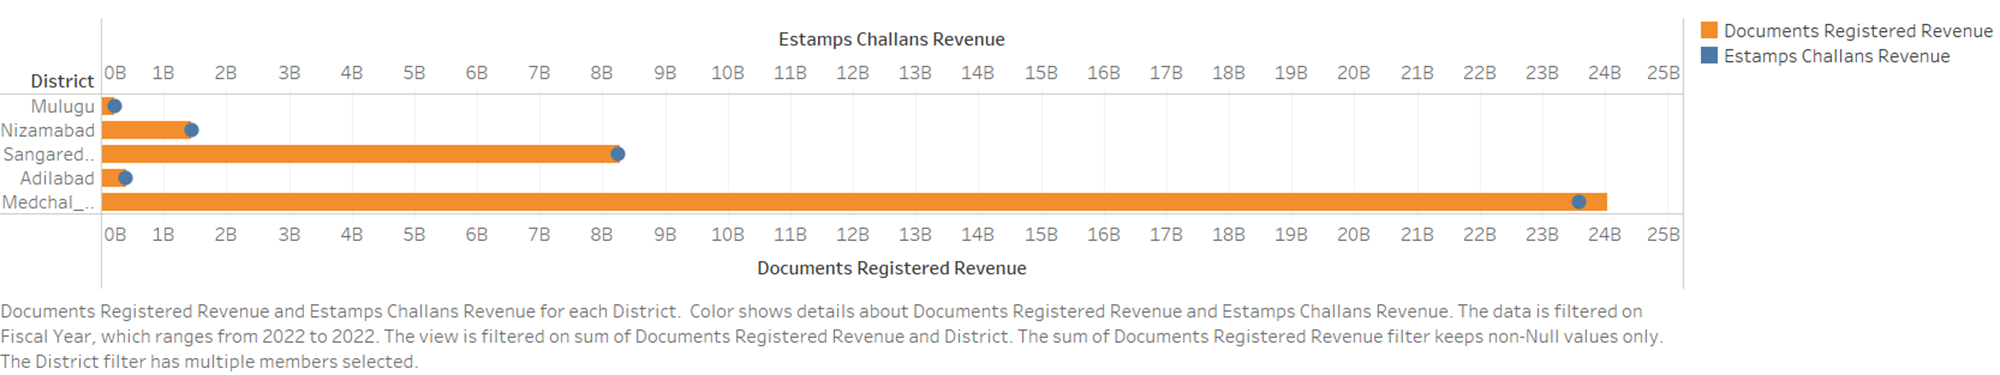 Estamps Challans Revenue
District 0B 1B 2B 3B 4B 5B 6B 7B 8B 9B 10B 11B 12B 13B 14B 15B 16B 17B 18B 19B 20B 21B 22B 23B 24B 25B
Mulugu
Nizamabad
Sangared..
Adilabad
Medchal_..
0B 1B 2B 3B 4B 5B 6B 7B 8B 9B 10B 11B 12B 13B 14B 15B 16B 17B 18B 19B 20B 21B 22B 23B 24B 25B
Documents Registered Revenue
Documents Registered Revenue
Estamps Challans Revenue
Documents Registered Revenue and Estamps Challans Revenue for each District. Color shows details about Documents Registered Revenue and Estamps Challans Revenue. The data is filtered on
Fiscal Year, which ranges from 2022 to 2022. The view is filtered on sum of Documents Registered Revenue and District. The sum of Documents Registered Revenue filter keeps non-Null values only.
The District filter has multiple members selected.